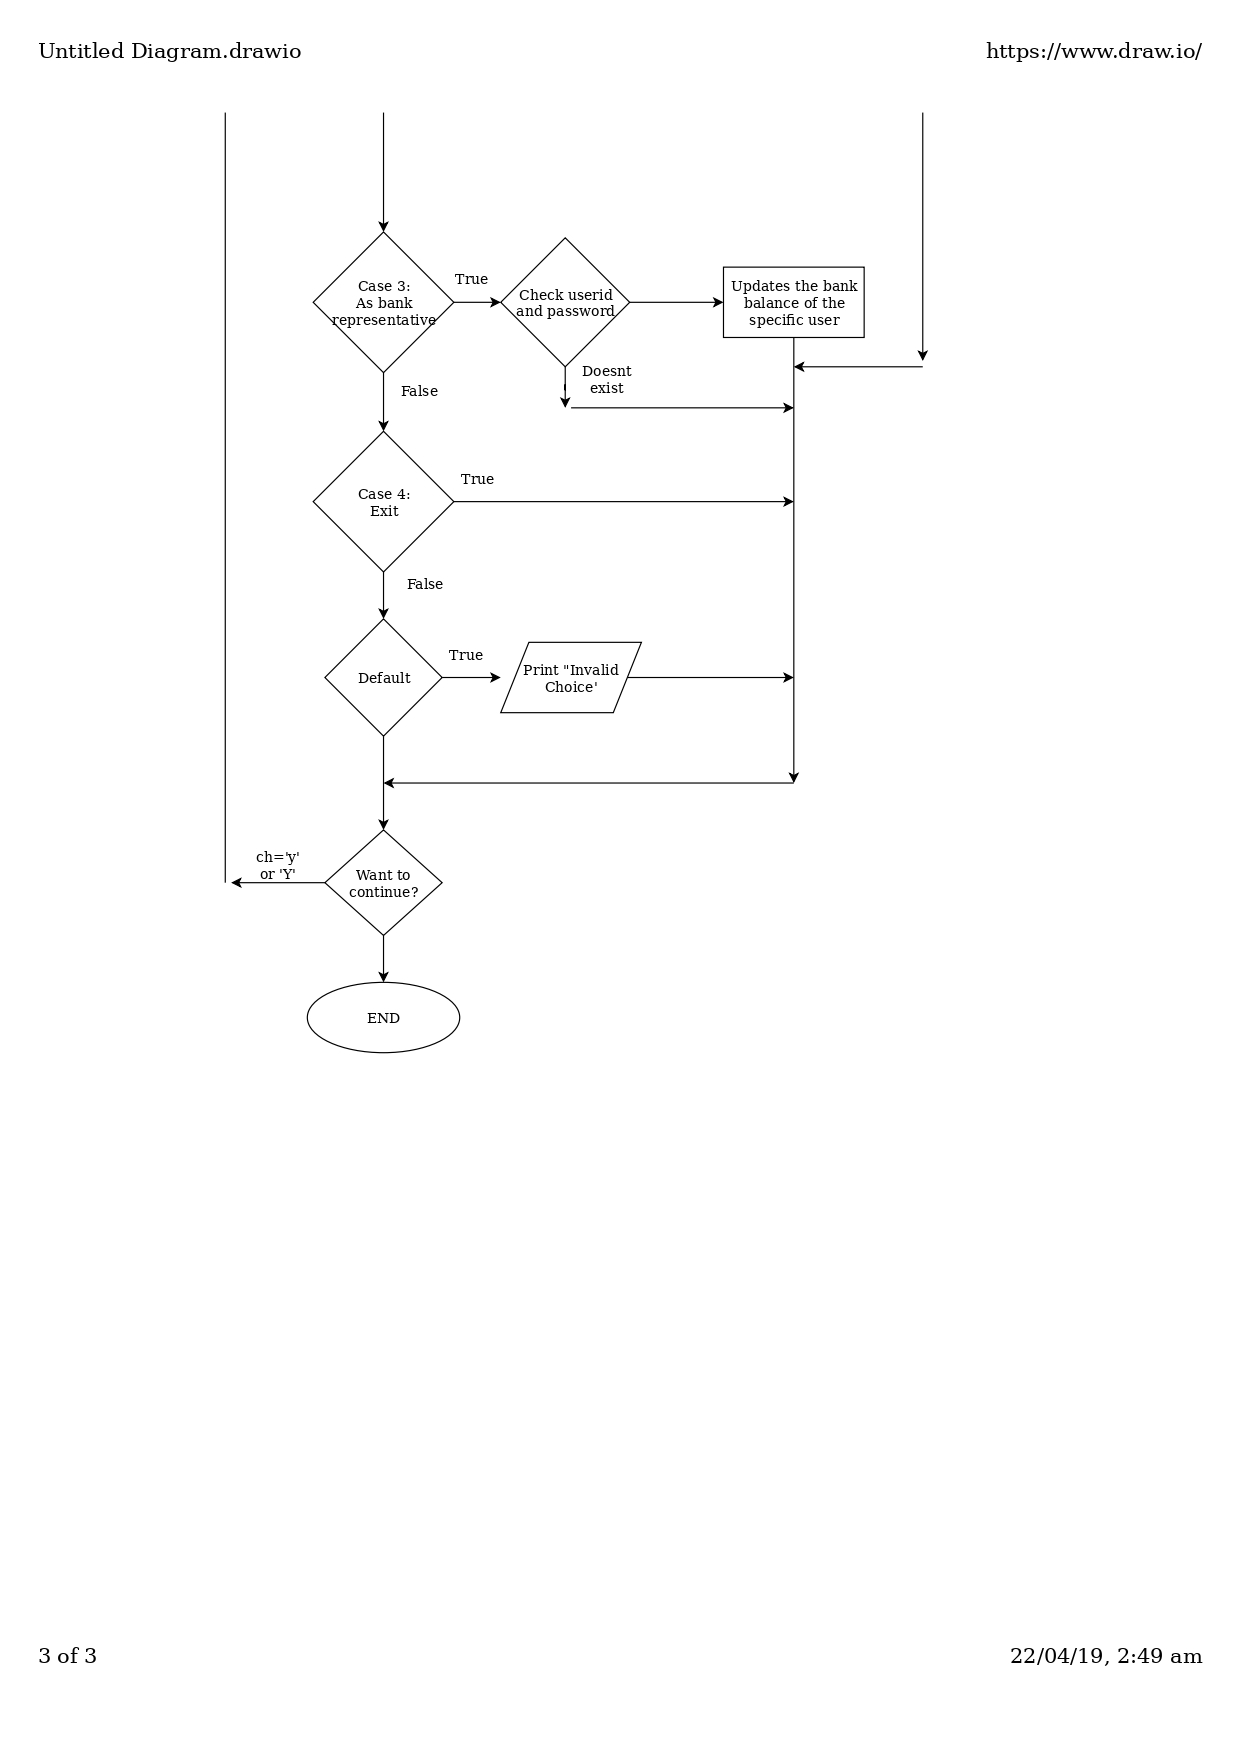 Untitled Diagram.drawio
https://www.draw.io/
Case 3:
As bank
representative
True
Check userid
and password
Updates the bank
balance of the
specific user
Doesnt
exist
False
Case 4:
Exit
True
False
Default
True
Print "Invalid
Choice'
Want to
continue?
ch='y'
or 'Y'
END
3 of 3
22/04/19, 2:49 am